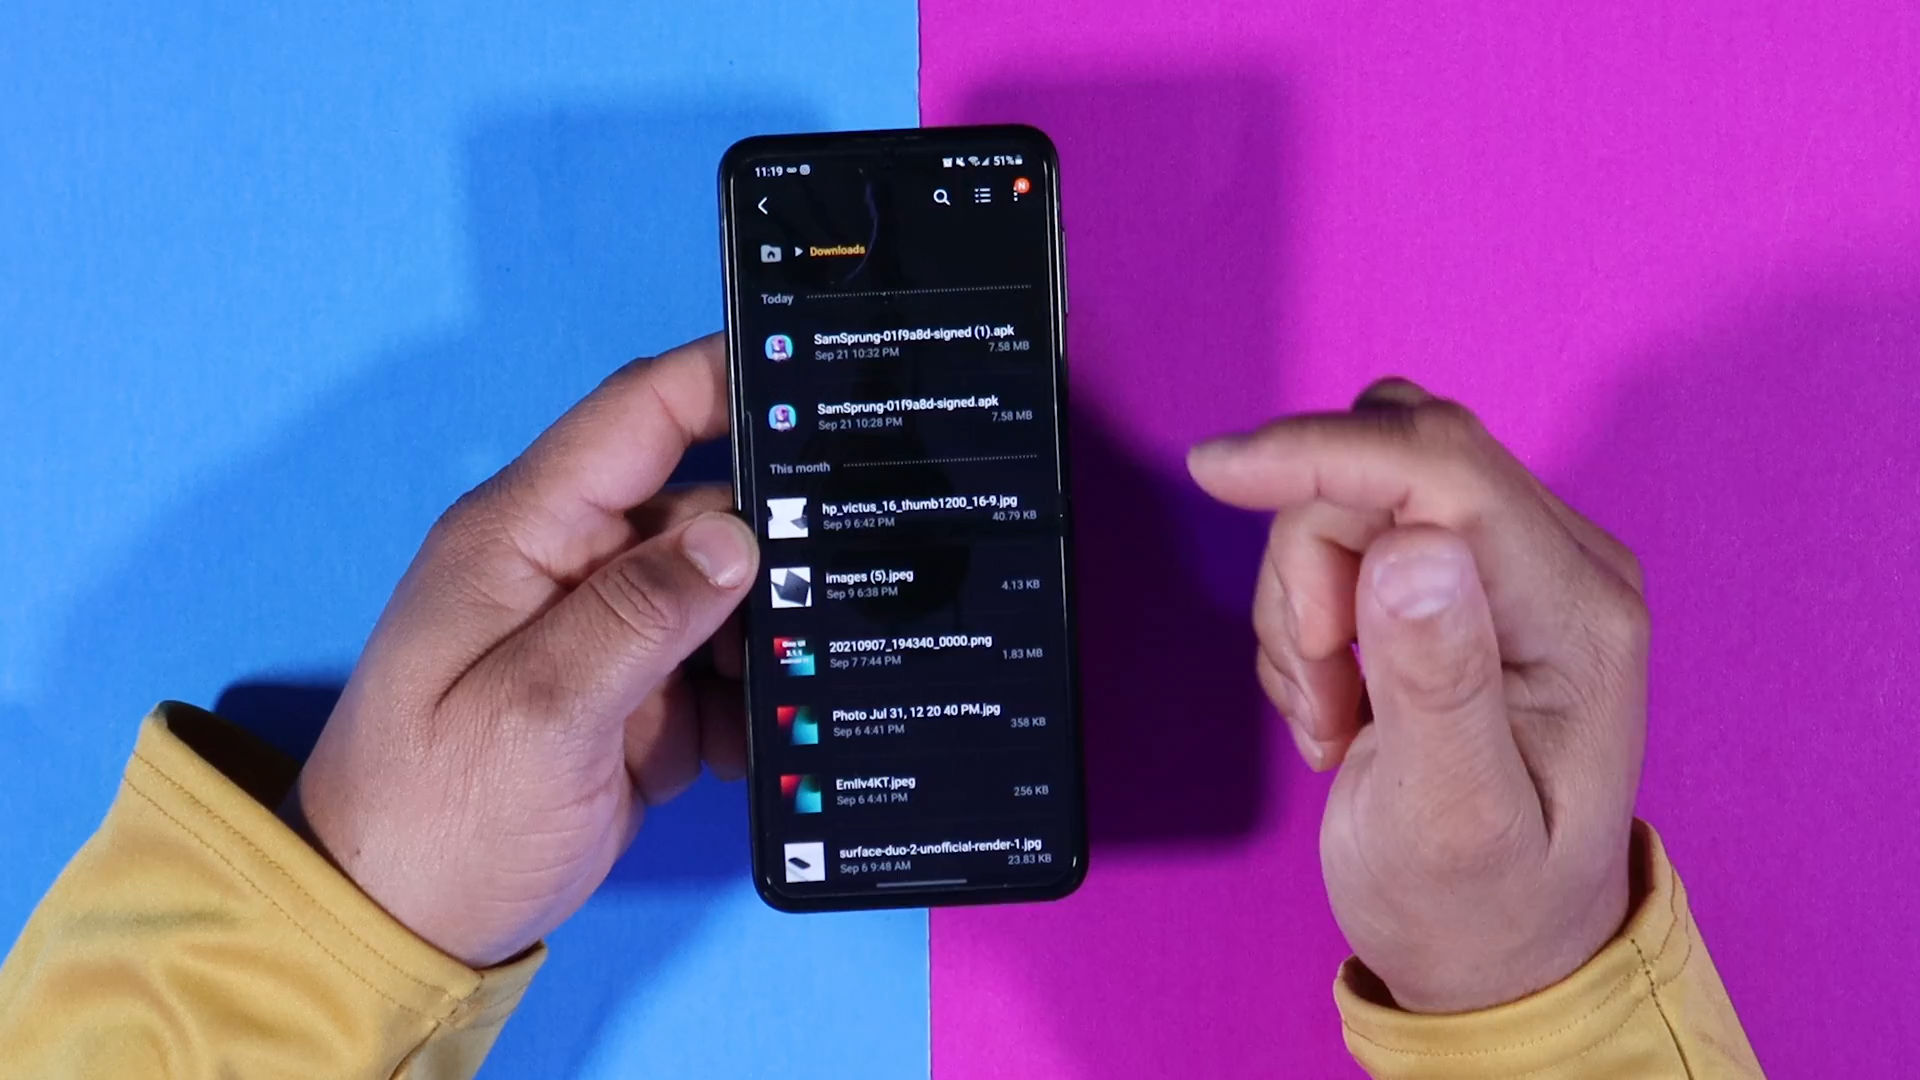 11:19 51%
N
Downloads
Today
SamSprung-01f9a8d-signed (1).apk
Sep 21 10:32 PM 7.58 MB
SamSprung-01f9a8d-signed.apk
Sep 21 10:28 PM 7.58 MB
This month
hp_victus_16_thumb1200_16-9.jpg
Sep 9 6:42 PM 40.79 KB
images (5).jpeg
Sep 9 6:38 PM 4.13 KB
One UI
3.1.1
20210907_194340_0000.png
Sep 7 7:44 PM 1.83 MB
Photo Jul 31, 12 20 40 PM.jpg
Sep 6 4:41 PM 358 KB
Sep 6 4:41 PM 256 KB
surface-duo-2-unofficial-render-1.jpg
Sep 6 9:48 AM 23.83 KB